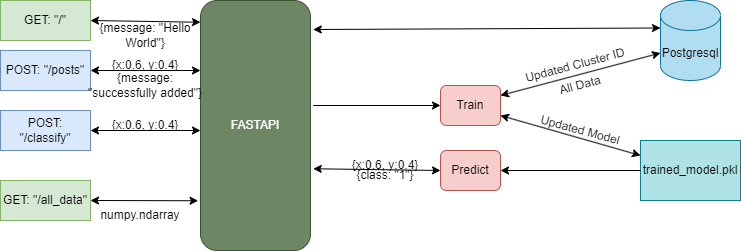 GET: "/"
{message: "Hello
World"}
POST: "/posts"
{x:0.6, y:0.4}
{message:
"successfully added"}
POST:
"/classify"
{x:0.6, y:0.4}
GET: "/all_data"
numpy.ndarray
FASTAPI
Train
Predict
{x:0.6, y:0.4}
{class: "1"}
Updated Cluster ID
All Data
Updated Model
Postgresql
trained_model.pkl